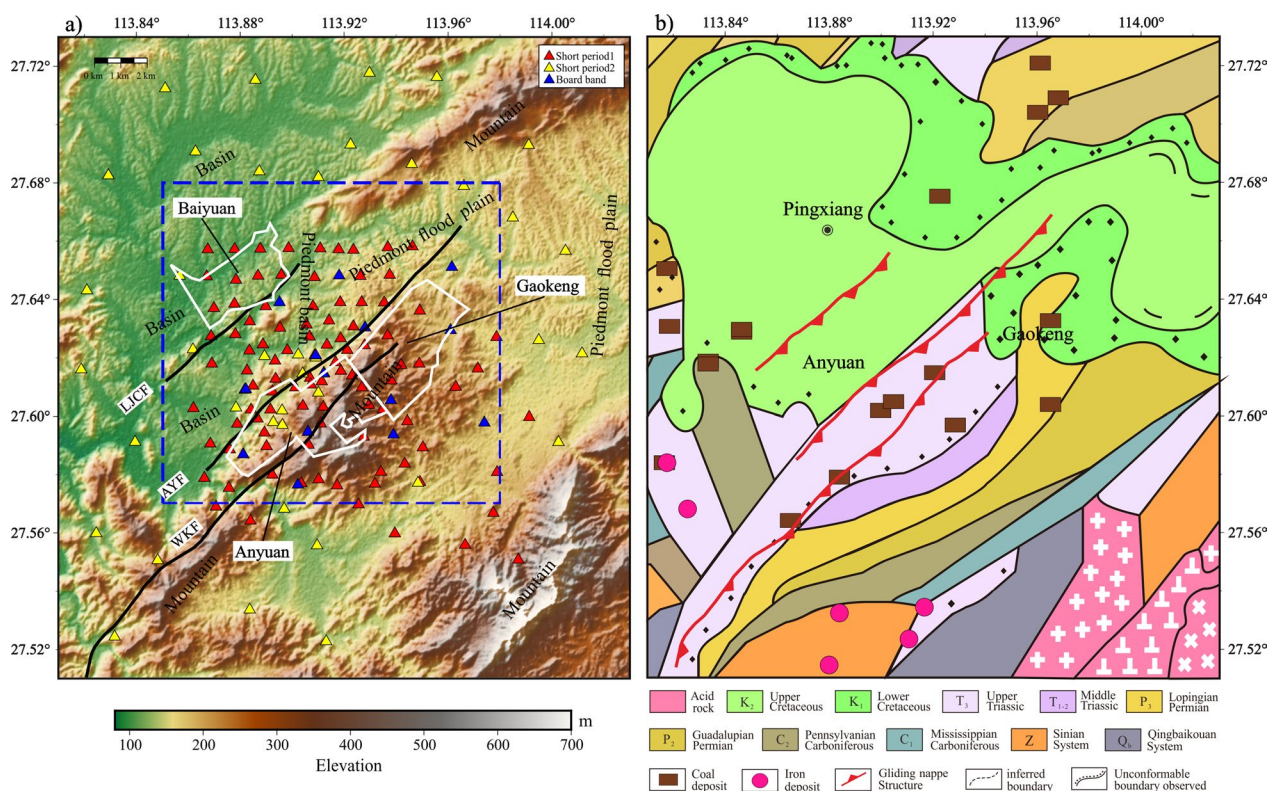 a)
113.84 113.88 113.92 113.96 114.00
27.72°
27.68°
27.64°
27.60°
27.56°
27.52°
0 km 1 km 2 km
Short period1
Short period2
Board band
Mountain
Basin
Baiyuan
Piedmont flood plain
Piedmont basin
Piedmont flood plain
Gaokeng
Basin
LJCF
Mountain
Basin
AYF
WKF
Anyuan
Mountain
Mountain
100 200 300 400 500 600 700 m
Elevation
b)
113.84 113.88 113.92 113.96 114.00
27.72°
27.68°
27.64°
27.60°
27.56°
27.52°
Pingxiang
Gaokeng
Anyuan
Acid
rock
K2 Upper
Cretaceous
K1 Lower
Cretaceous
T3 Upper
Triassic
T1-2 Middle
Triassic
P3 Lopingian
Permian
P2 Guadalupian
Permian
C2 Pennsylvanian
Carboniferous
C1 Mississippian
Carboniferous
Z Sinian
System
Qb Qingbaikouan
System
Coal
deposit
Iron
deposit
Gliding nappe
Structure
inferred
boundary
Unconformable
boundary observed